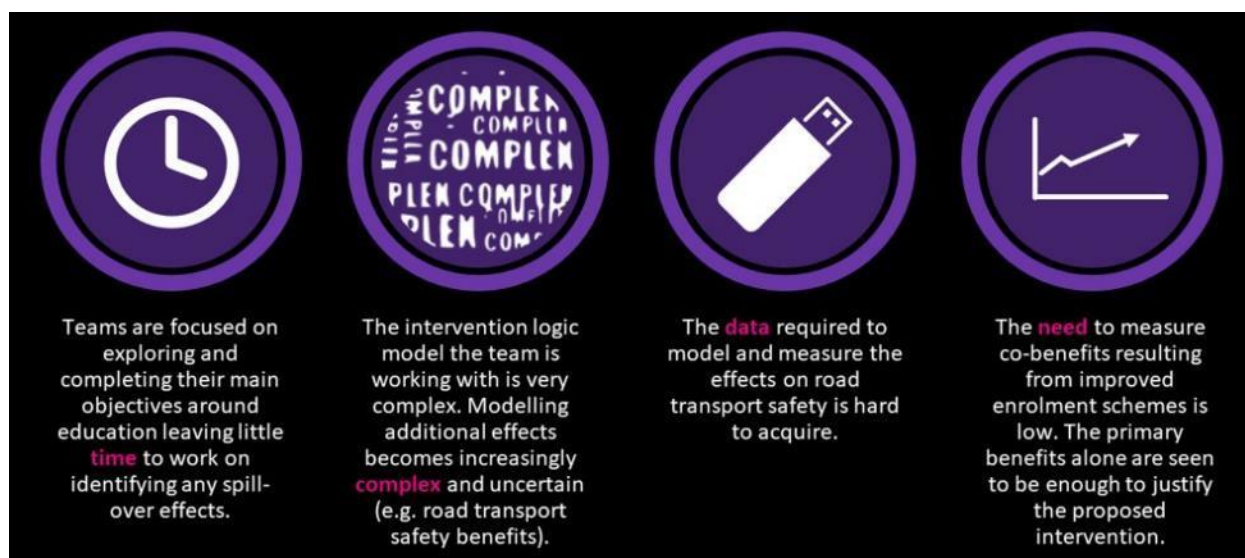 COMPLEX
Teams are focused on
exploring and
completing their main
objectives around
education leaving little
time to work on
identifying any spill-
over effects.
The intervention logic
model the team is
working with is very
complex. Modelling
additional effects
becomes increasingly
complex and uncertain
(e.g. road transport
safety benefits).
The data required to
model and measure the
effects on road
transport safety is hard
to acquire.
The need to measure
co-benefits resulting
from improved
enrolment schemes is
low. The primary
benefits alone are seen
to be enough to justify
the proposed
intervention.